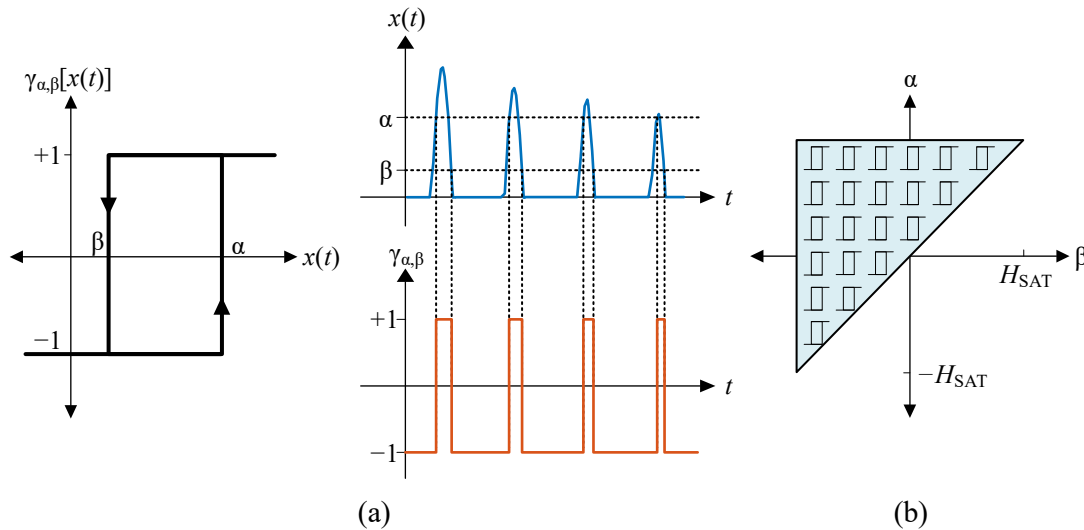 γα,β[x(t)]
+1
β
α
x(t)
−1
(a)
x(t)
α
β
t
γα,β
+1
t
−1
α
β
HSAT
−HSAT
(b)